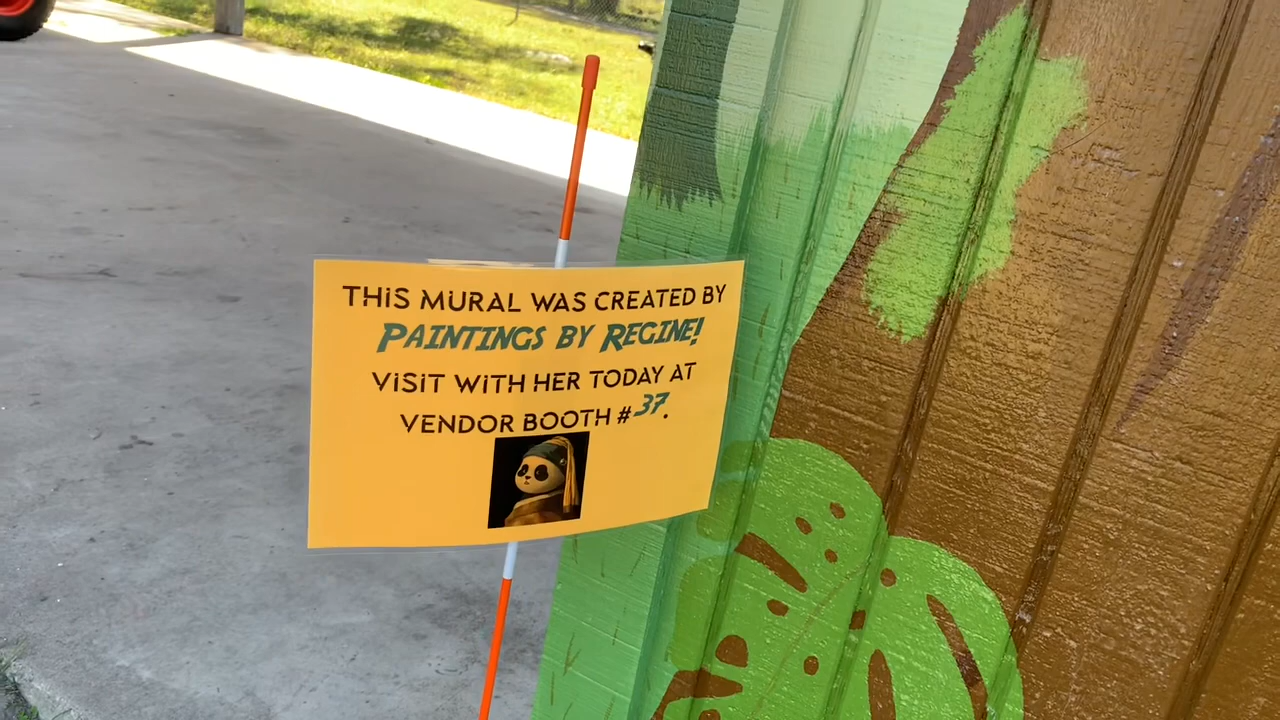 THIS MURAL WAS CREATED BY
PAINTINGS BY REGINE!
VISIT WITH HER TODAY AT
VENDOR BOOTH #37.